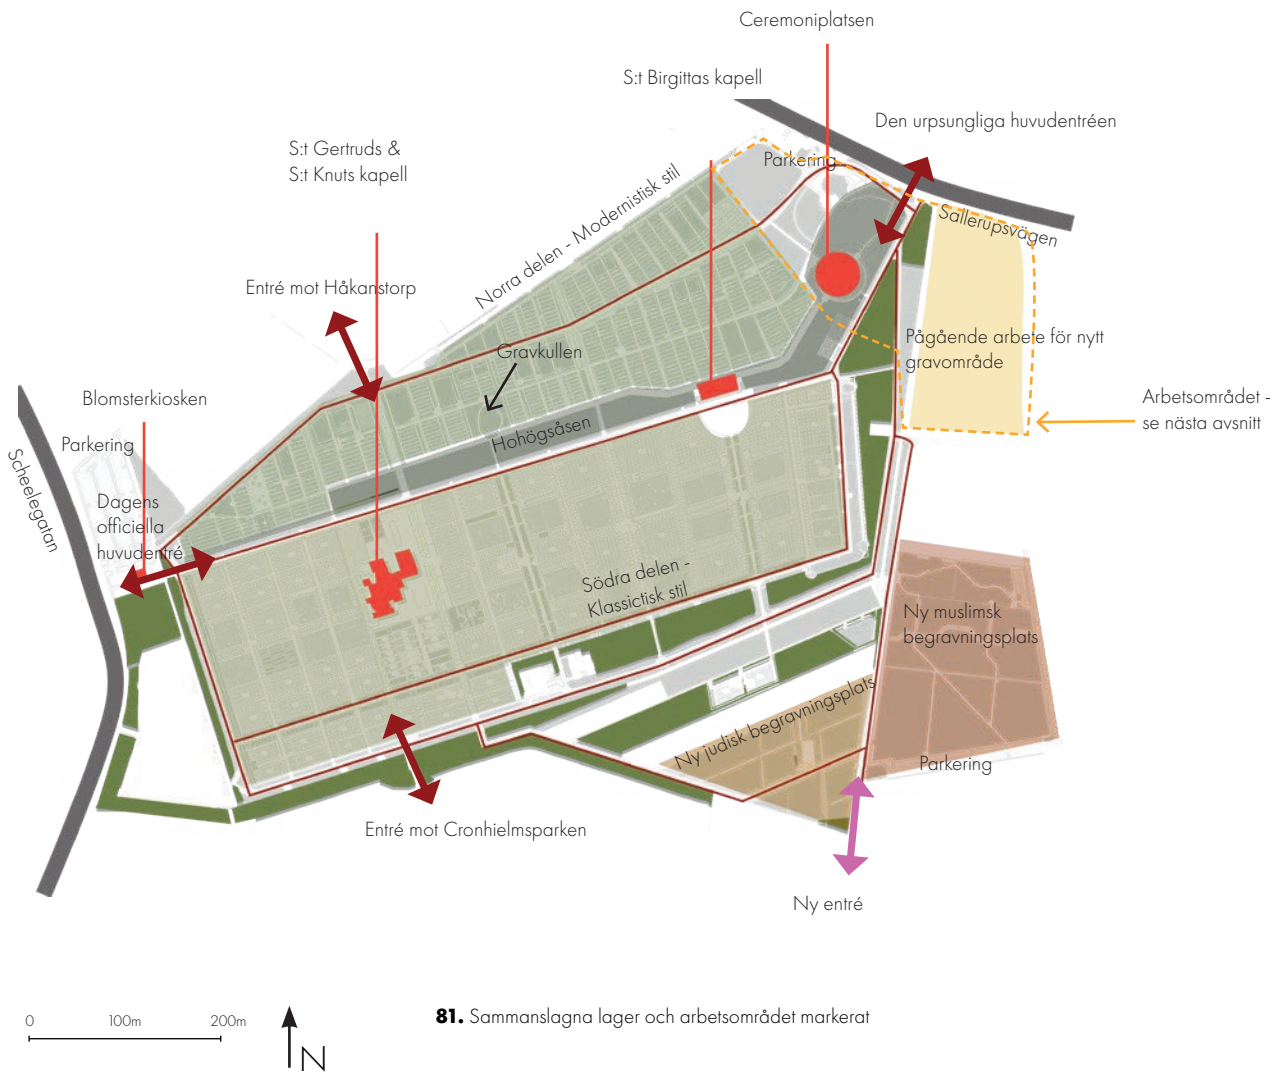 Ceremoniplatsen
S:t Birgittas kapell
Den urpsungliga huvudentréen
S:t Gertruds &
S:t Knuts kapell
Parkering
Norra delen - Modernistisk stil
Sallerupsvägen
Entré mot Håkanstorp
Gravkullen
Pågående arbete för nytt
gravområde
Blomsterkiosken
Arbetsområdet -
se nästa avsnitt
Parkering
Hohögsåsen
Scheelegatan
Dagens
officiella
huvudentré
Södra delen -
Klassictisk stil
Ny muslimsk
begravningsplats
Ny judisk begravningsplats
Parkering
Entré mot Cronhielmsparken
Ny entré
0 100m 200m
N
81. Sammanslagna lager och arbetsområdet markerat